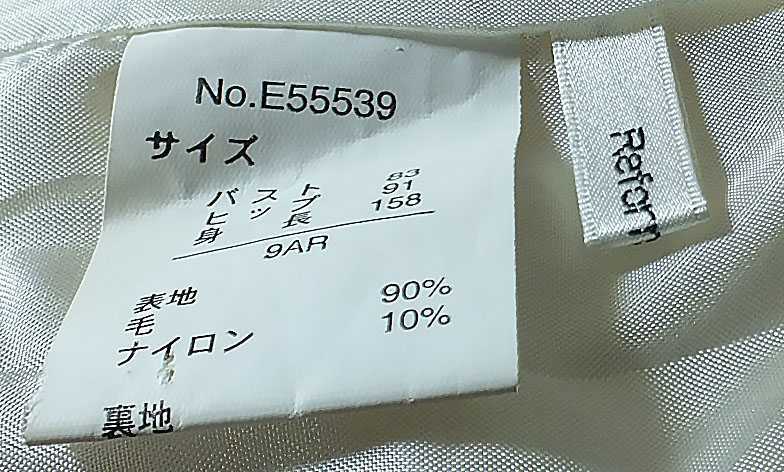 No.E55539
サイズ
バスト 83
ヒップ 91
身長 158
9AR
表地
毛 90%
ナイロン 10%
裏地
Reform